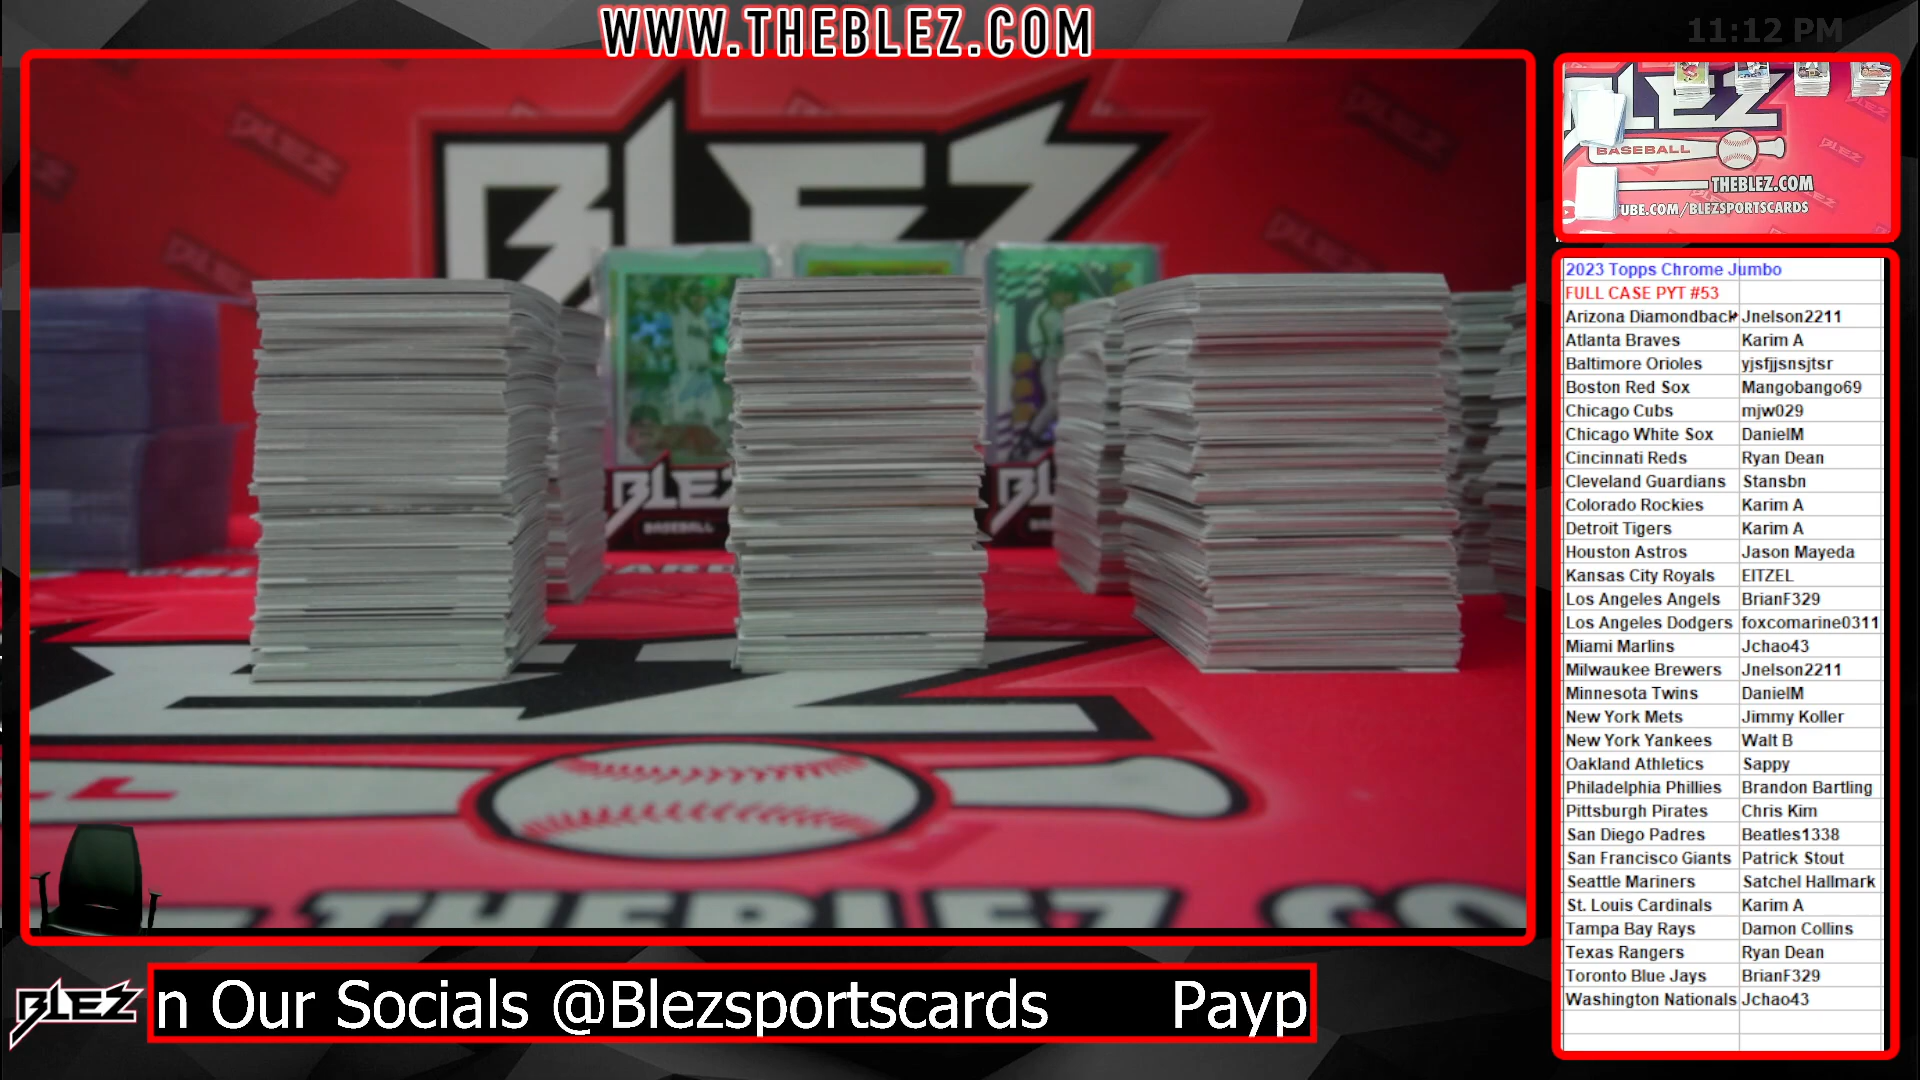 WWW.THEBLEZ.COM
11:12 PM
BLEZ
BLEZ
BASEBALL
BLEZ
BASEBALL
THEBLEZ.COM
UBE.COM/BLEZSPORTSCARDS
2023 Topps Chrome Jumbo
FULL CASE PYT #53
Arizona Diamondback Jnelson2211
Atlanta Braves Karim A
Baltimore Orioles yjsfjjsnsjtsr
Boston Red Sox Mangobango69
Chicago Cubs mjw029
Chicago White Sox DanielM
Cincinnati Reds Ryan Dean
Cleveland Guardians Stansbn
Colorado Rockies Karim A
Detroit Tigers Karim A
Houston Astros Jason Mayeda
Kansas City Royals EITZEL
Los Angeles Angels BrianF329
Los Angeles Dodgers foxcomarine0311
Miami Marlins Jchao43
Milwaukee Brewers Jnelson2211
Minnesota Twins DanielM
New York Mets Jimmy Koller
New York Yankees Walt B
Oakland Athletics Sappy
Philadelphia Phillies Brandon Bartling
Pittsburgh Pirates Chris Kim
San Diego Padres Beatles1338
San Francisco Giants Patrick Stout
Seattle Mariners Satchel Hallmark
St. Louis Cardinals Karim A
Tampa Bay Rays Damon Collins
Texas Rangers Ryan Dean
Toronto Blue Jays BrianF329
Washington Nationals Jchao43
BLEZ
n Our Socials @Blezsportscards Payp